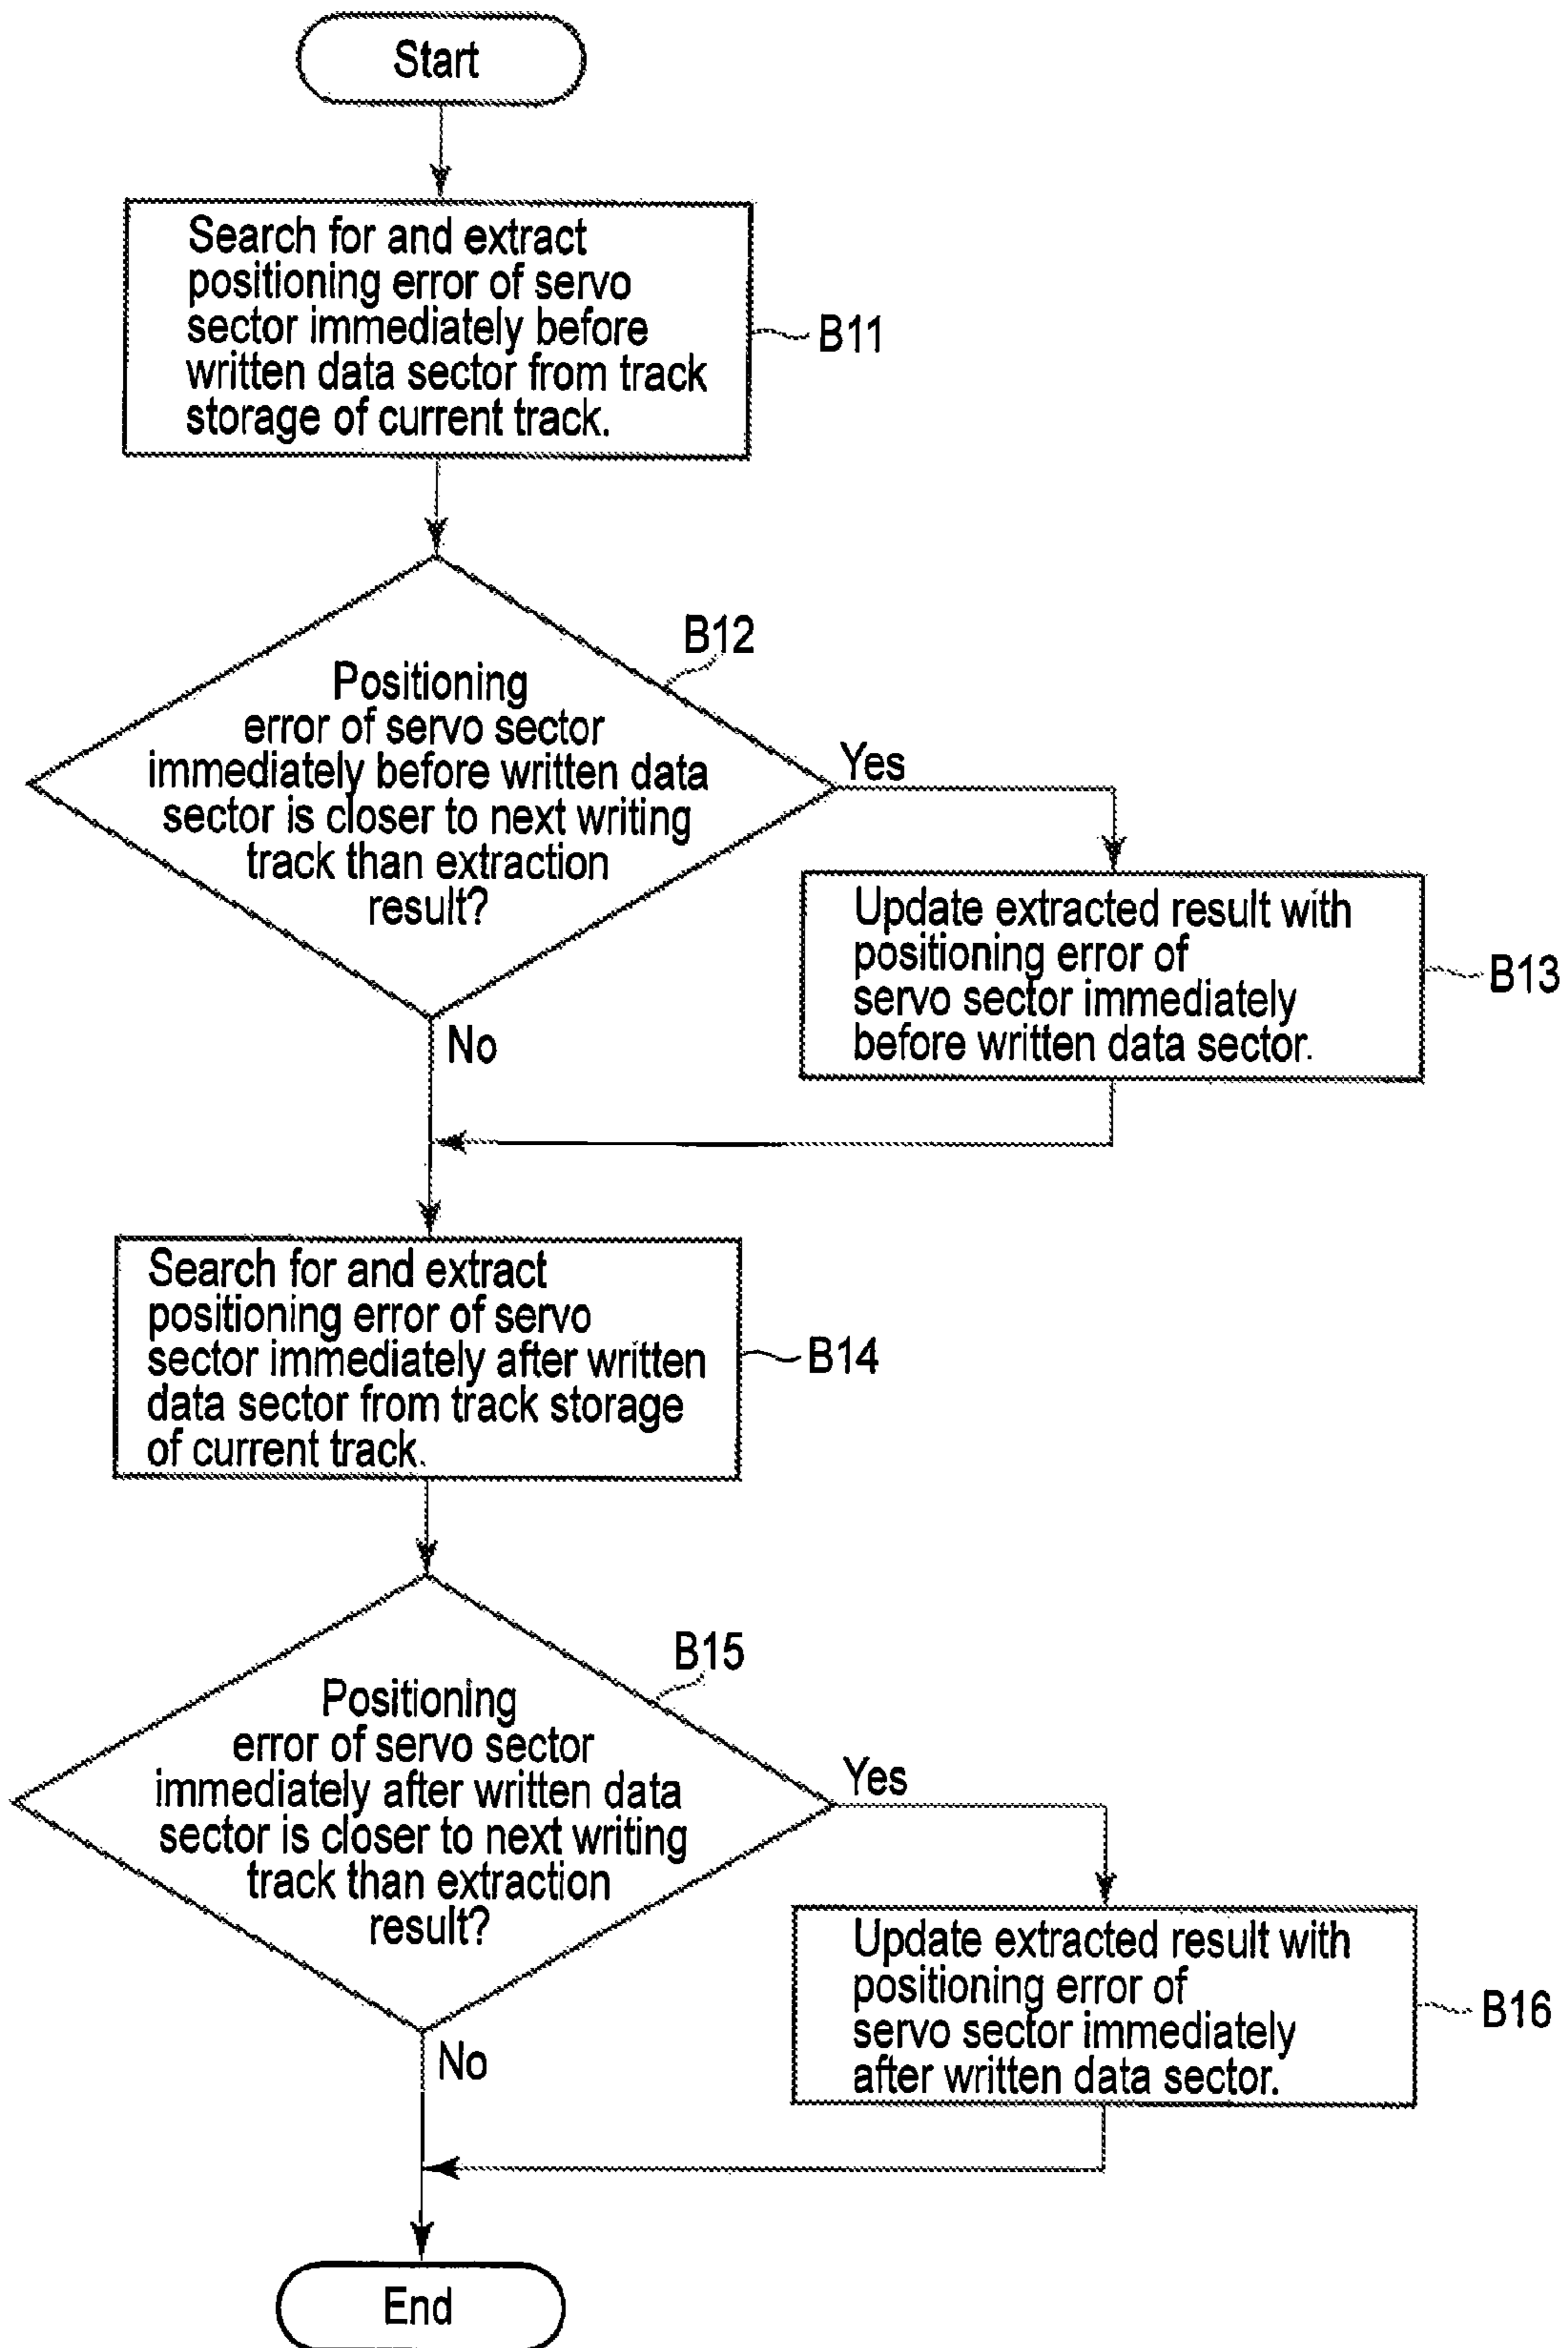 Start
Search for and extract
positioning error of servo
sector immediately before
written data sector from track
storage of current track.
B11
B12
Positioning
error of servo sector
immediately before written data
sector is closer to next writing
track than extraction
result?
Yes
Update extracted result with
positioning error of
servo sector immediately
before written data sector.
B13
No
Search for and extract
positioning error of servo
sector immediately after written
data sector from track storage
of current track.
B14
B15
Positioning
error of servo sector
immediately after written data
sector is closer to next writing
track than extraction
result?
Yes
Update extracted result with
positioning error of
servo sector immediately
after written data sector.
B16
No
End